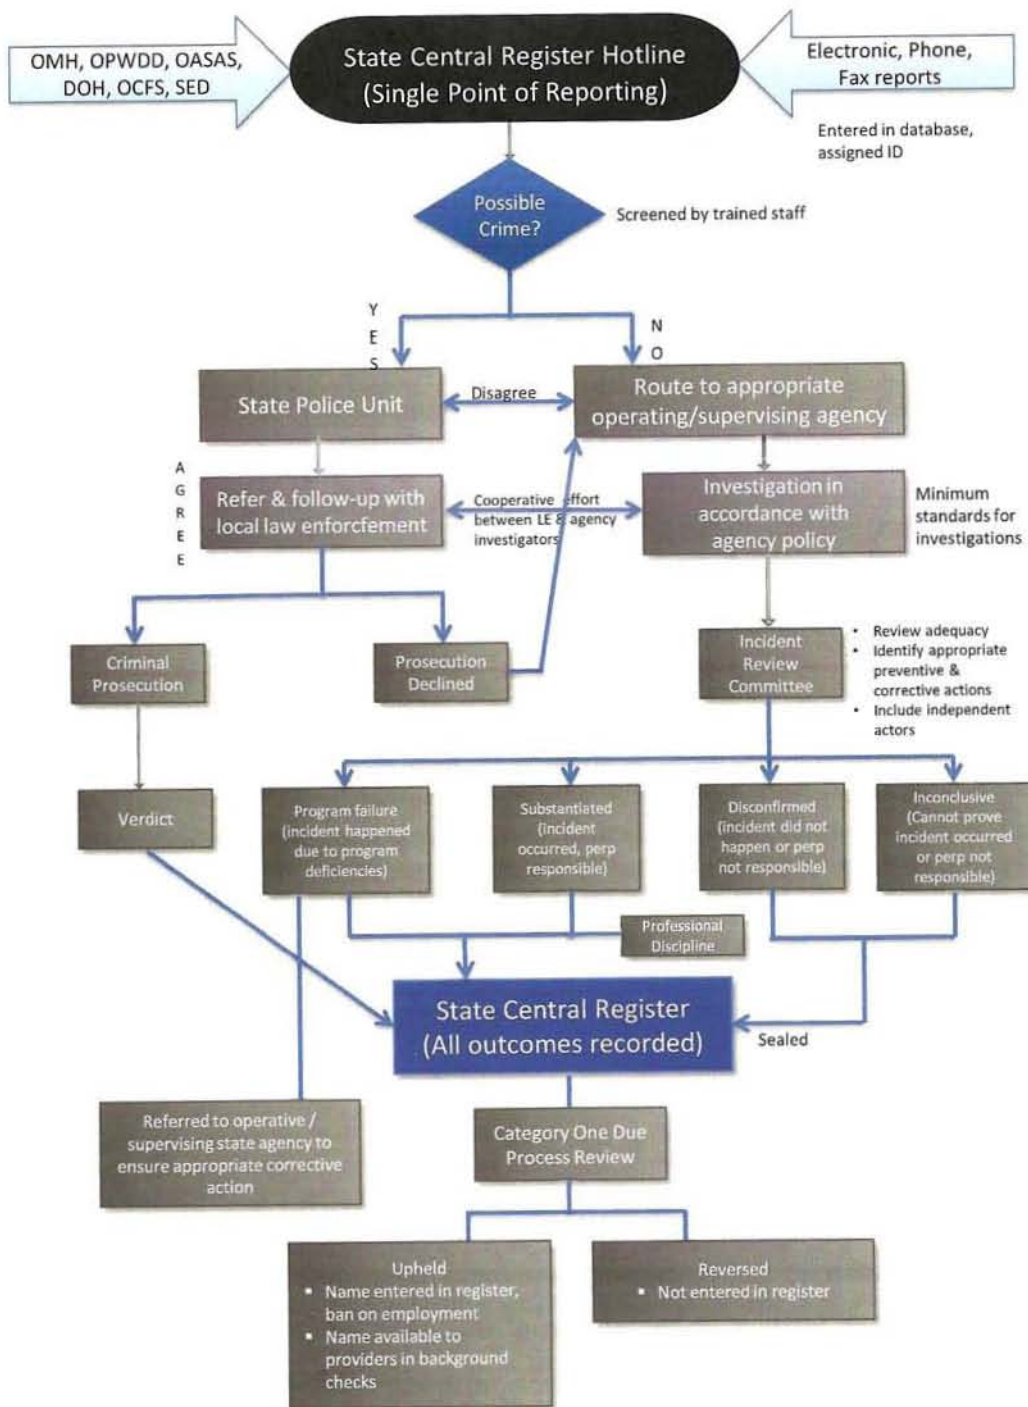 OMH, OPWDD, OASAS,
DOH, OCFS, SED
State Central Register Hotline
(Single Point of Reporting)
Electronic, Phone,
Fax reports
Entered in database,
assigned ID
Possible
Crime?
Screened by trained staff
YES
NO
State Police Unit
Disagree
Route to appropriate
operating/supervising agency
AGREE
Refer & follow-up with
local law enforcfement
Cooperative effort
between LE & agency
investigators
Investigation in
accordance with
agency policy
Minimum
standards for
investigations
Criminal
Prosecution
Prosecution
Declined
Incident
Review
Committee
• Review adequacy
• Identify appropriate
preventive &
corrective actions
• Include independent
actors
Verdict
Program failure
(incident happened
due to program
deficiencies)
Substantiated
(incident
occurred, perp
responsible)
Disconfirmed
(incident did not
happen or perp
not responsible)
Inconclusive
(Cannot prove
incident occurred
or perp not
responsible)
Professional
Discipline
State Central Register
(All outcomes recorded)
Sealed
Referred to operative /
supervising state agency to
ensure appropriate corrective
action
Category One Due
Process Review
Upheld
▪ Name entered in register,
ban on employment
▪ Name available to
providers in background
checks
Reversed
▪ Not entered in register